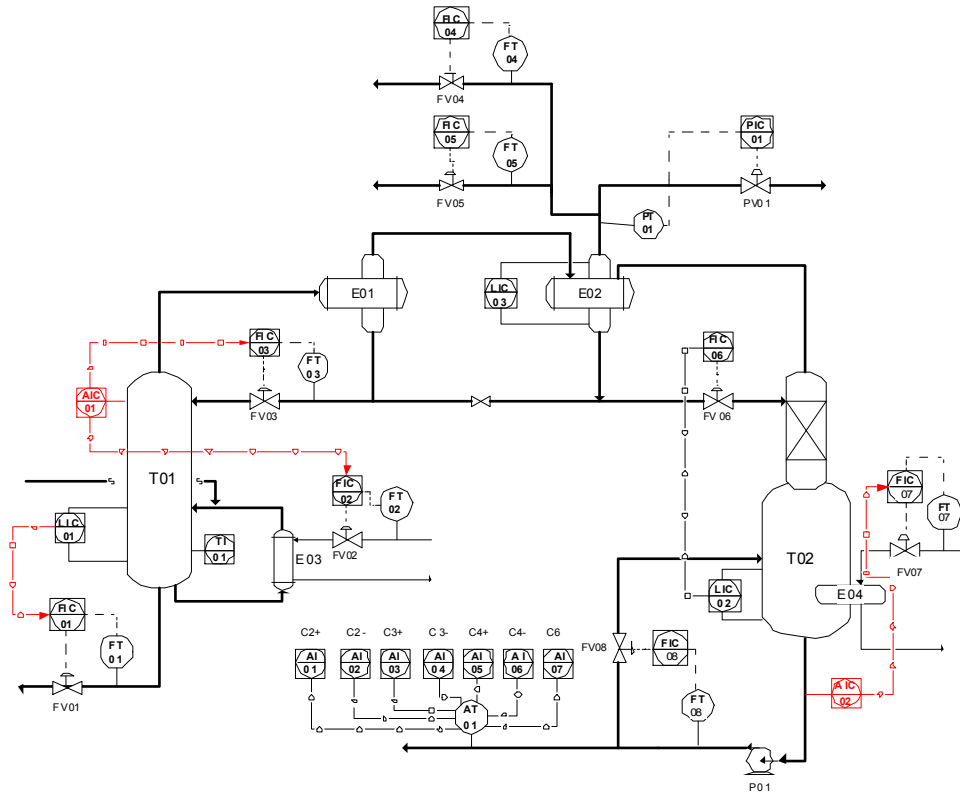 FIC
04
FT
04
FV04
FIC
05
FT
05
FV05
PIC
01
PV01
PT
01
E01
LIC
03
E02
FIC
03
FT
03
FV03
FIC
06
FV06
AIC
01
T01
FIC
02
FT
02
FV02
LIC
01
TI
01
E03
FIC
01
FT
01
FV01
FIC
07
FT
07
FV07
T02
E04
LIC
02
FV08
FIC
08
FT
08
AIC
02
C2+ C2- C3+ C3- C4+ C4- C6
AI AI AI AI AI AI AI
01 02 03 04 05 06 07
AT
01
P01